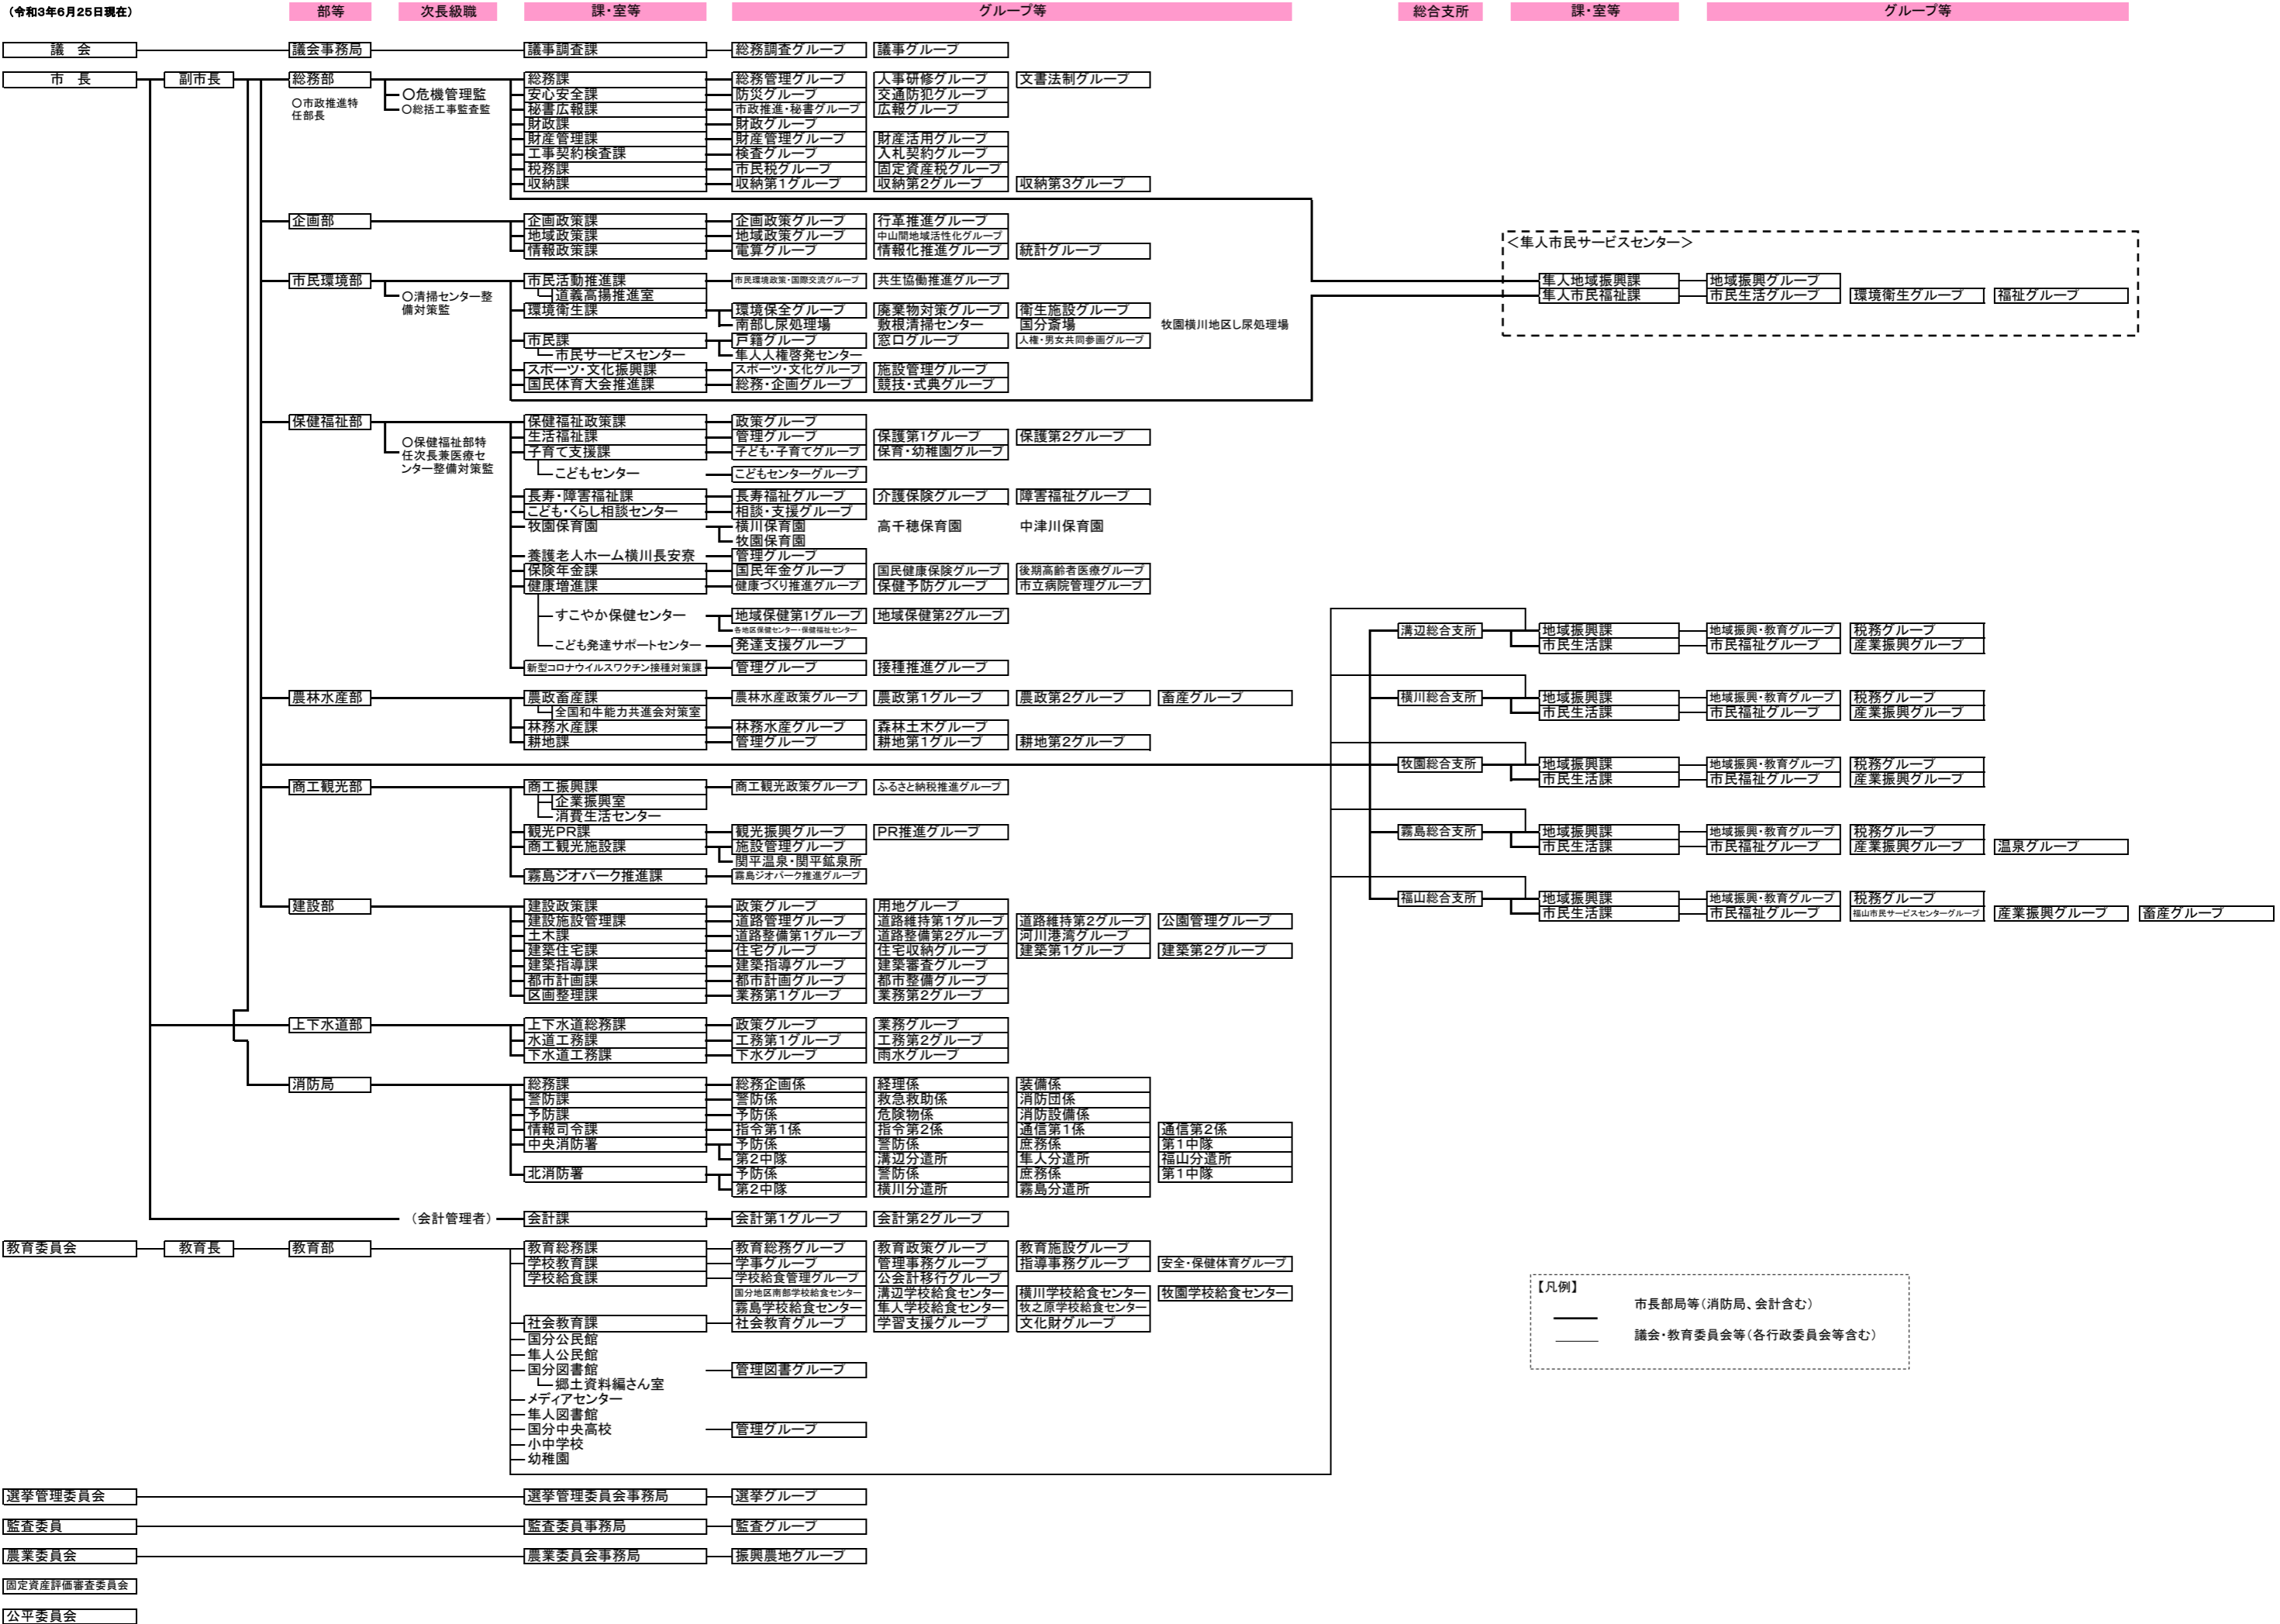 （令和3年6月25日現在）
部等 次長級職 課・室等 グループ等 総合支所 課・室等 グループ等
議　会 議会事務局 議事調査課 総務調査グループ 議事グループ
市　長 副市長 総務部 総務課 総務管理グループ 人事研修グループ 文書法制グループ
○市政推進特
任部長
○危機管理監
○総括工事監査監
安心安全課 防災グループ 交通防犯グループ
秘書広報課 市政推進・秘書グループ 広報グループ
財政課 財政グループ
財産管理課 財産管理グループ 財産活用グループ
工事契約検査課 検査グループ 入札契約グループ
税務課 市民税グループ 固定資産税グループ
収納課 収納第1グループ 収納第2グループ 収納第3グループ
企画部 企画政策課 企画政策グループ 行革推進グループ
地域政策課 地域政策グループ 中山間地域活性化グループ
情報政策課 電算グループ 情報化推進グループ 統計グループ
＜隼人市民サービスセンター＞
隼人地域振興課 地域振興グループ
隼人市民福祉課 市民生活グループ 環境衛生グループ 福祉グループ
市民環境部 市民活動推進課 市民環境政策・国際交流グループ 共生協働推進グループ
○清掃センター整
備対策監
道義高揚推進室
環境衛生課 環境保全グループ 廃棄物対策グループ 衛生施設グループ
南部し尿処理場 敷根清掃センター 国分斎場 牧園横川地区し尿処理場
市民課 戸籍グループ 窓口グループ 人権・男女共同参画グループ
市民サービスセンター 隼人人権啓発センター
スポーツ・文化振興課 スポーツ・文化グループ 施設管理グループ
国民体育大会推進課 総務・企画グループ 競技・式典グループ
保健福祉部 保健福祉政策課 政策グループ
○保健福祉部特
任次長兼医療セ
ンター整備対策監
生活福祉課 管理グループ 保護第1グループ 保護第2グループ
子育て支援課 子ども・子育てグループ 保育・幼稚園グループ
こどもセンター こどもセンターグループ
長寿・障害福祉課 長寿福祉グループ 介護保険グループ 障害福祉グループ
こども・くらし相談センター 相談・支援グループ
牧園保育園 横川保育園 高千穂保育園 中津川保育園
牧園保育園
養護老人ホーム横川長安寮 管理グループ
保険年金課 国民年金グループ 国民健康保険グループ 後期高齢者医療グループ
健康増進課 健康づくり推進グループ 保健予防グループ 市立病院管理グループ
すこやか保健センター 地域保健第1グループ 地域保健第2グループ
各地区保健センター・保健福祉センター
こども発達サポートセンター 発達支援グループ
新型コロナウイルスワクチン接種対策課 管理グループ 接種推進グループ
溝辺総合支所 地域振興課 地域振興・教育グループ 税務グループ
市民生活課 市民福祉グループ 産業振興グループ
農林水産部 農政畜産課 農林水産政策グループ 農政第1グループ 農政第2グループ 畜産グループ
全国和牛能力共進会対策室
林務水産課 林務水産グループ 森林土木グループ
耕地課 管理グループ 耕地第1グループ 耕地第2グループ
横川総合支所 地域振興課 地域振興・教育グループ 税務グループ
市民生活課 市民福祉グループ 産業振興グループ
牧園総合支所 地域振興課 地域振興・教育グループ 税務グループ
市民生活課 市民福祉グループ 産業振興グループ
商工観光部 商工振興課 商工観光政策グループ ふるさと納税推進グループ
企業振興室
消費生活センター
観光PR課 観光振興グループ PR推進グループ
商工観光施設課 施設管理グループ
関平温泉・関平鉱泉所
霧島ジオパーク推進課 霧島ジオパーク推進グループ
霧島総合支所 地域振興課 地域振興・教育グループ 税務グループ
市民生活課 市民福祉グループ 産業振興グループ 温泉グループ
福山総合支所 地域振興課 地域振興・教育グループ 税務グループ
市民生活課 市民福祉グループ 福山市民サービスセンターグループ 産業振興グループ 畜産グループ
建設部 建設政策課 政策グループ 用地グループ
建設施設管理課 道路管理グループ 道路維持第1グループ 道路維持第2グループ 公園管理グループ
土木課 道路整備第1グループ 道路整備第2グループ 河川港湾グループ
建築住宅課 住宅グループ 住宅収納グループ 建築第1グループ 建築第2グループ
建築指導課 建築指導グループ 建築審査グループ
都市計画課 都市計画グループ 都市整備グループ
区画整理課 業務第1グループ 業務第2グループ
上下水道部 上下水道総務課 政策グループ 業務グループ
水道工務課 工務第1グループ 工務第2グループ
下水道工務課 下水グループ 雨水グループ
消防局 総務課 総務企画係 経理係 装備係
警防課 警防係 救急救助係 消防団係
予防課 予防係 危険物係 消防設備係
情報司令課 指令第1係 指令第2係 通信第1係 通信第2係
中央消防署 予防係 警防係 庶務係 第1中隊
第2中隊 溝辺分遣所 隼人分遣所 福山分遣所
北消防署 予防係 警防係 庶務係 第1中隊
第2中隊 横川分遣所 霧島分遣所
（会計管理者） 会計課 会計第1グループ 会計第2グループ
教育委員会 教育長 教育部 教育総務課 教育総務グループ 教育政策グループ 教育施設グループ
学校教育課 学事グループ 管理事務グループ 指導事務グループ 安全・保健体育グループ
学校給食課 学校給食管理グループ 公会計移行グループ
国分地区南部学校給食センター 溝辺学校給食センター 横川学校給食センター 牧園学校給食センター
霧島学校給食センター 隼人学校給食センター 牧之原学校給食センター
社会教育課 社会教育グループ 学習支援グループ 文化財グループ
国分公民館
隼人公民館
国分図書館 管理図書グループ
郷土資料編さん室
メディアセンター
隼人図書館
国分中央高校 管理グループ
小中学校
幼稚園
【凡例】
市長部局等（消防局、会計含む）
議会・教育委員会等（各行政委員会等含む）
選挙管理委員会 選挙管理委員会事務局 選挙グループ
監査委員 監査委員事務局 監査グループ
農業委員会 農業委員会事務局 振興農地グループ
固定資産評価審査委員会
公平委員会